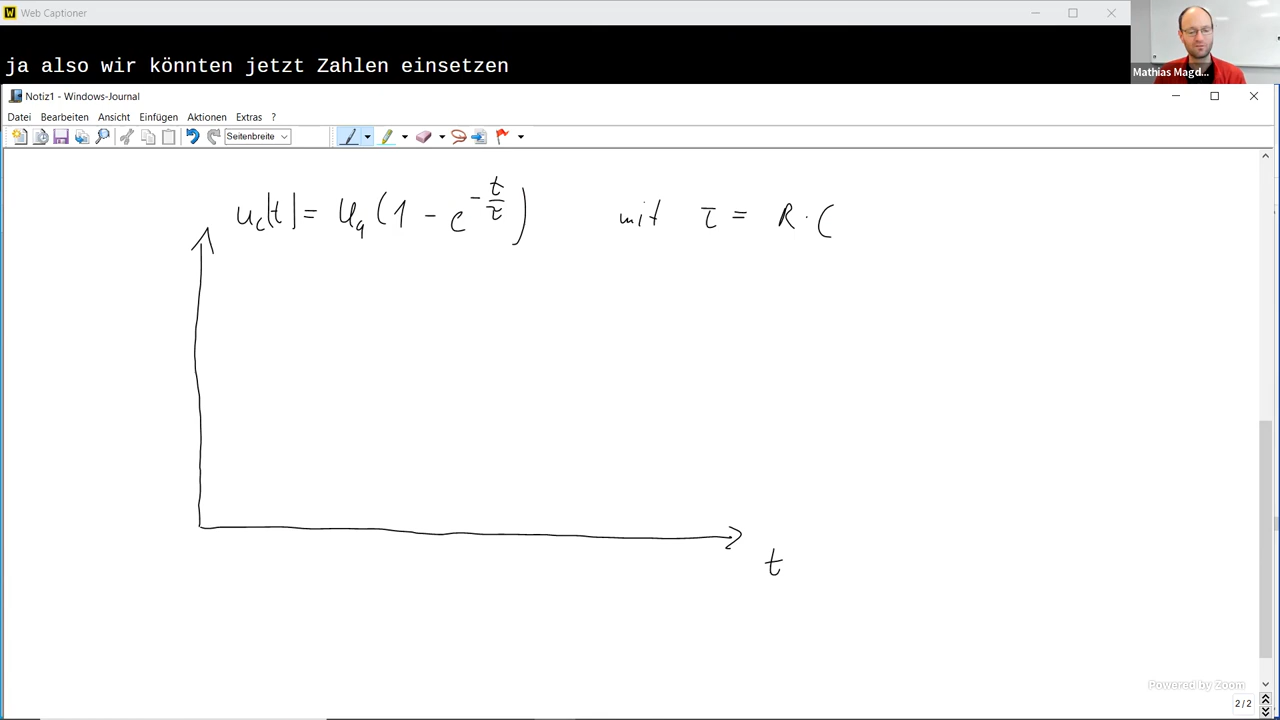 Web Captioner
ja also wir könnten jetzt Zahlen einsetzen
Mathias Magd...
Notiz1 - Windows-Journal
Datei Bearbeiten Ansicht Einfügen Aktionen Extras ?
Seitenbreite
u_c(t) = U_q (1 - e^{-\frac{t}{τ}}) mit τ = R · C
t
Powered by Zoom
2/2